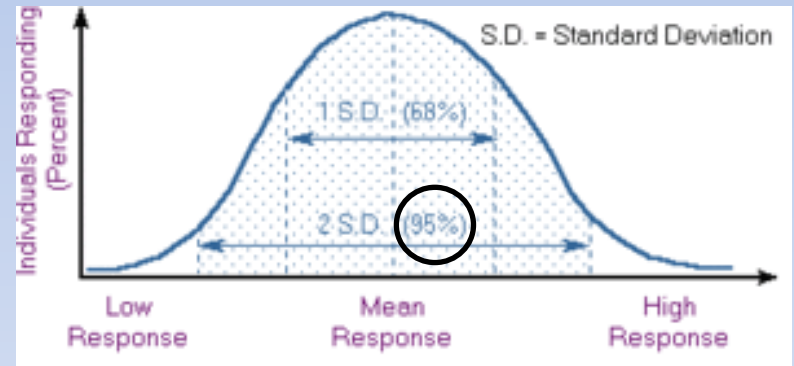 Individuals Responding
(Percent)
S.D. = Standard Deviation
1 S.D. (68%)
2 S.D. (95%)
Low
Response
Mean
Response
High
Response